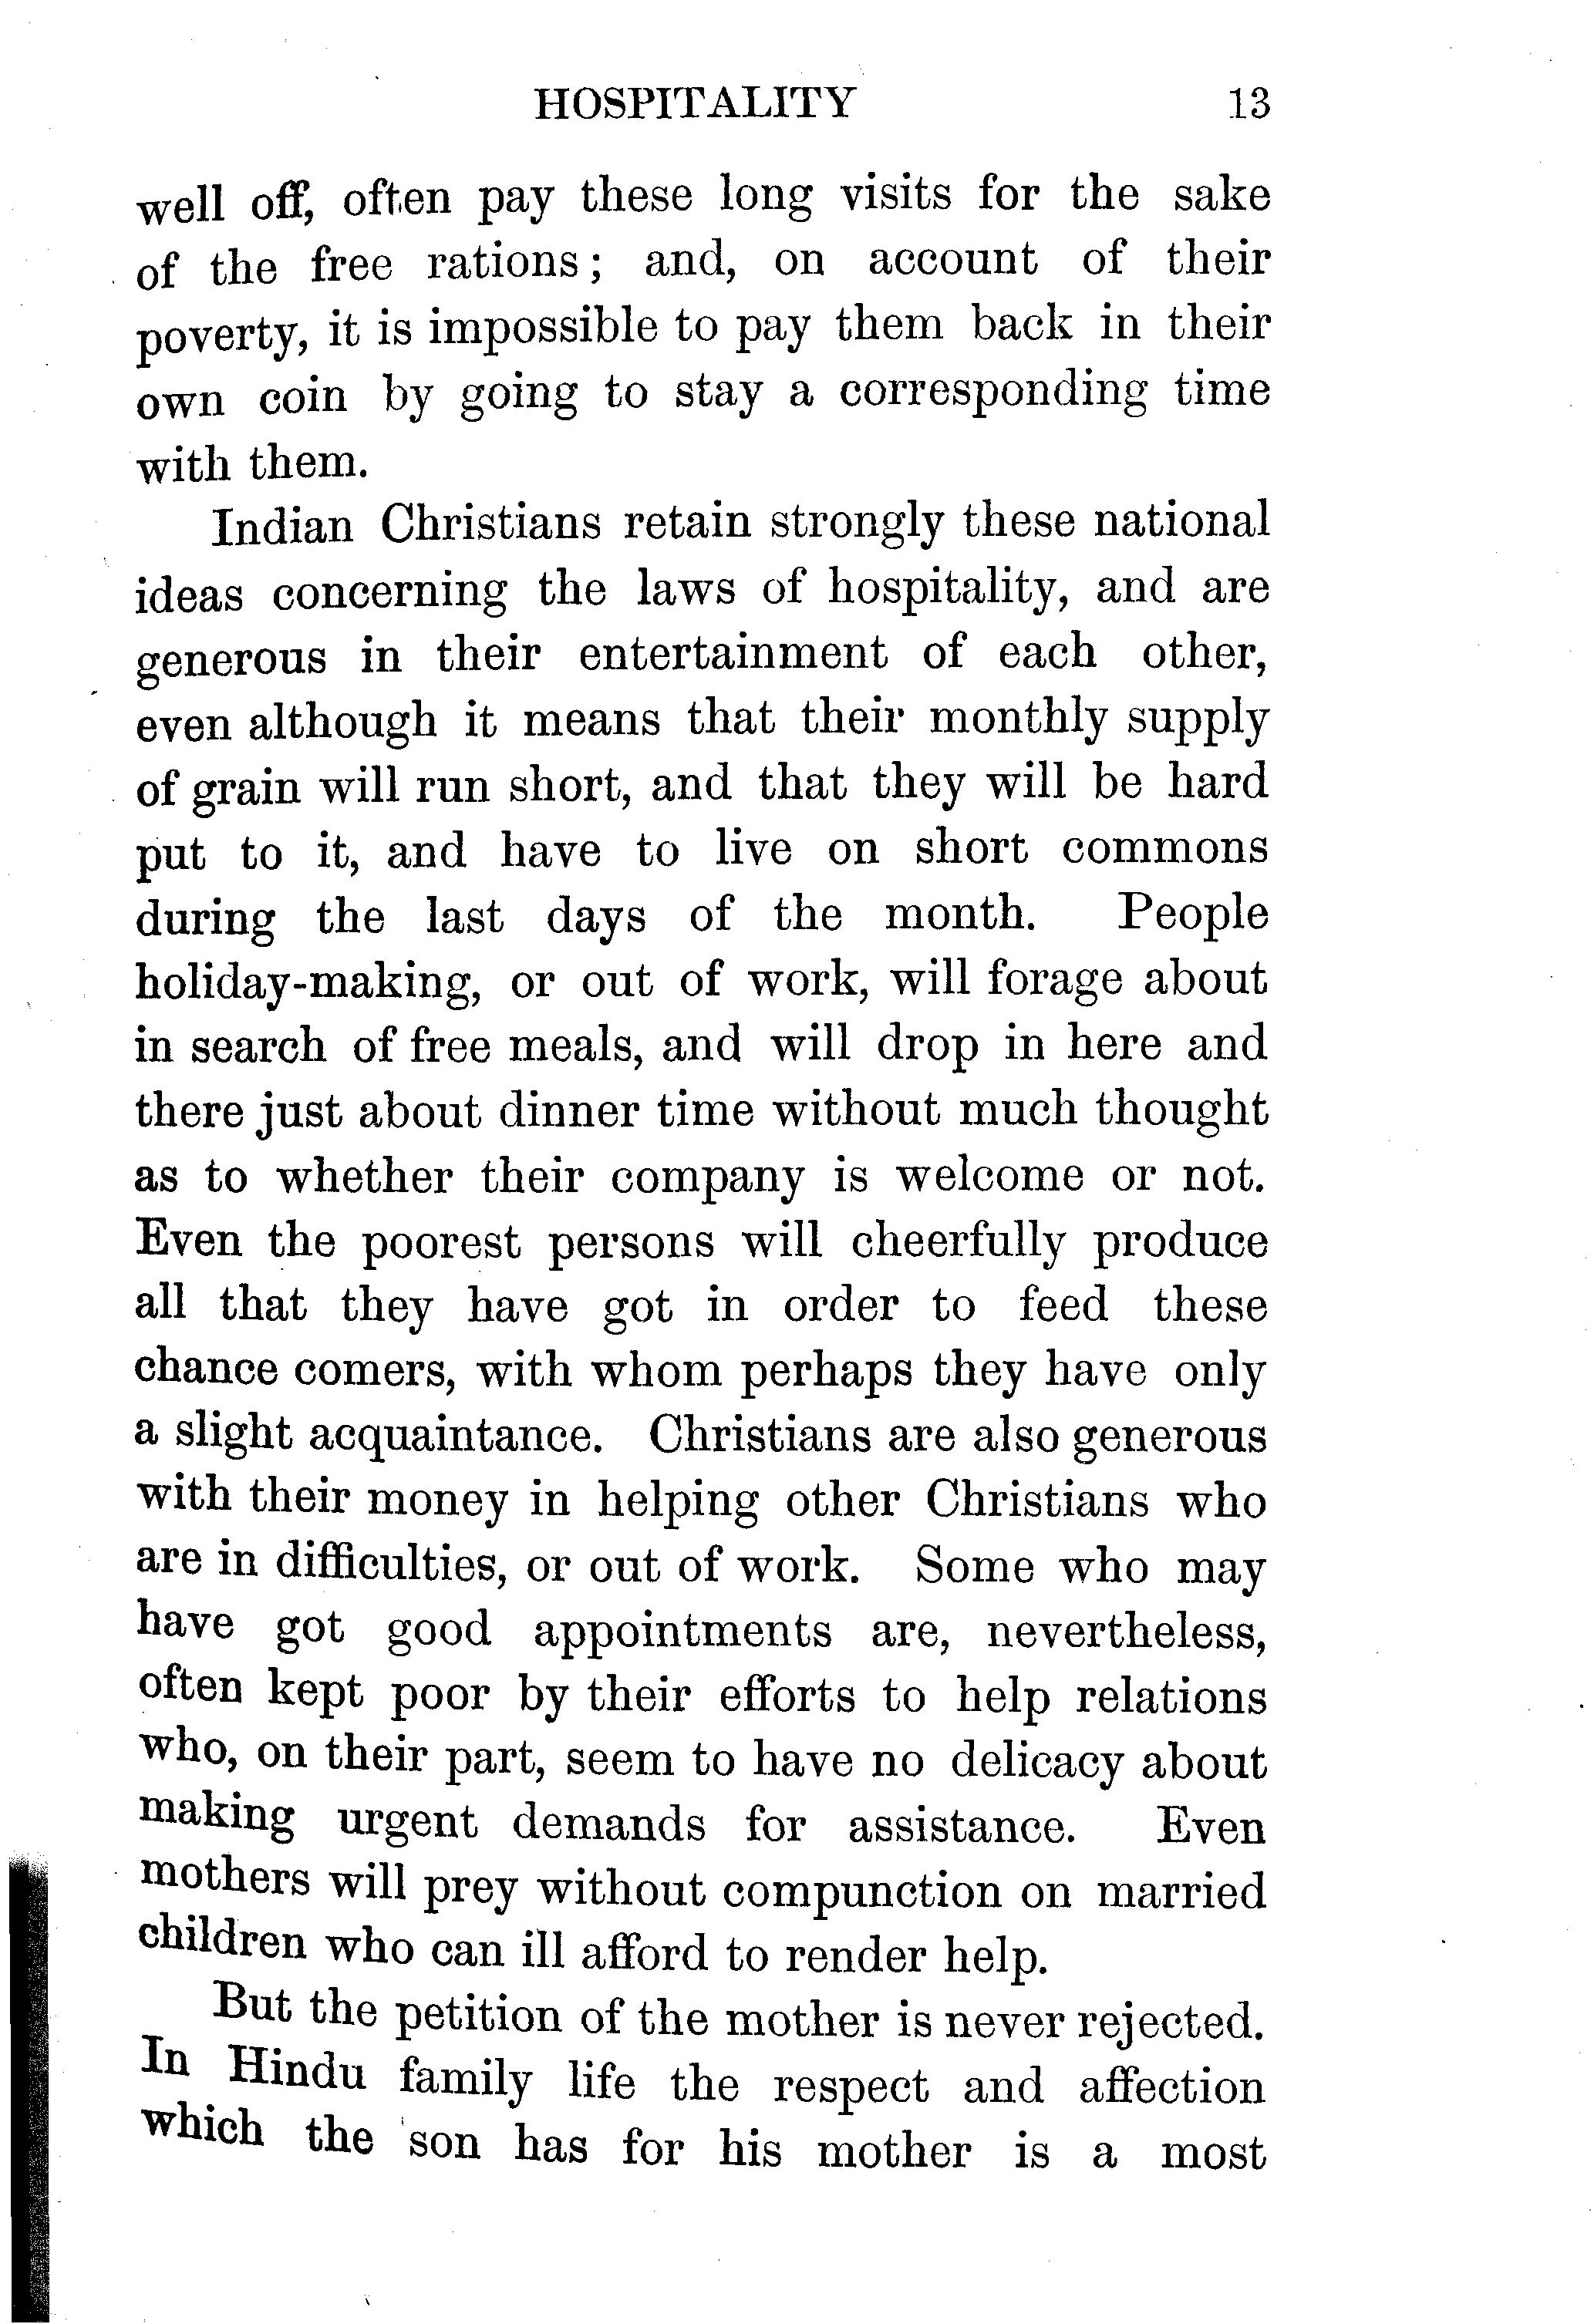 HOSPITALITY 13
well off, often pay these long visits for the sake
of the free rations; and, on account of their
poverty, it is impossible to pay them back in their
own coin by going to stay a corresponding time
with them.
Indian Christians retain strongly these national
ideas concerning the laws of hospitality, and are
generous in their entertainment of each other,
even although it means that their monthly supply
of grain will run short, and that they will be hard
put to it, and have to live on short commons
during the last days of the month. People
holiday-making, or out of work, will forage about
in search of free meals, and will drop in here and
there just about dinner time without much thought
as to whether their company is welcome or not.
Even the poorest persons will cheerfully produce
all that they have got in order to feed these
chance comers, with whom perhaps they have only
a slight acquaintance. Christians are also generous
with their money in helping other Christians who
are in difficulties, or out of work. Some who may
have got good appointments are, nevertheless,
often kept poor by their efforts to help relations
who, on their part, seem to have no delicacy about
making urgent demands for assistance. Even
mothers will prey without compunction on married
children who can ill afford to render help.
But the petition of the mother is never rejected.
In Hindu family life the respect and affection
which the son has for his mother is a most